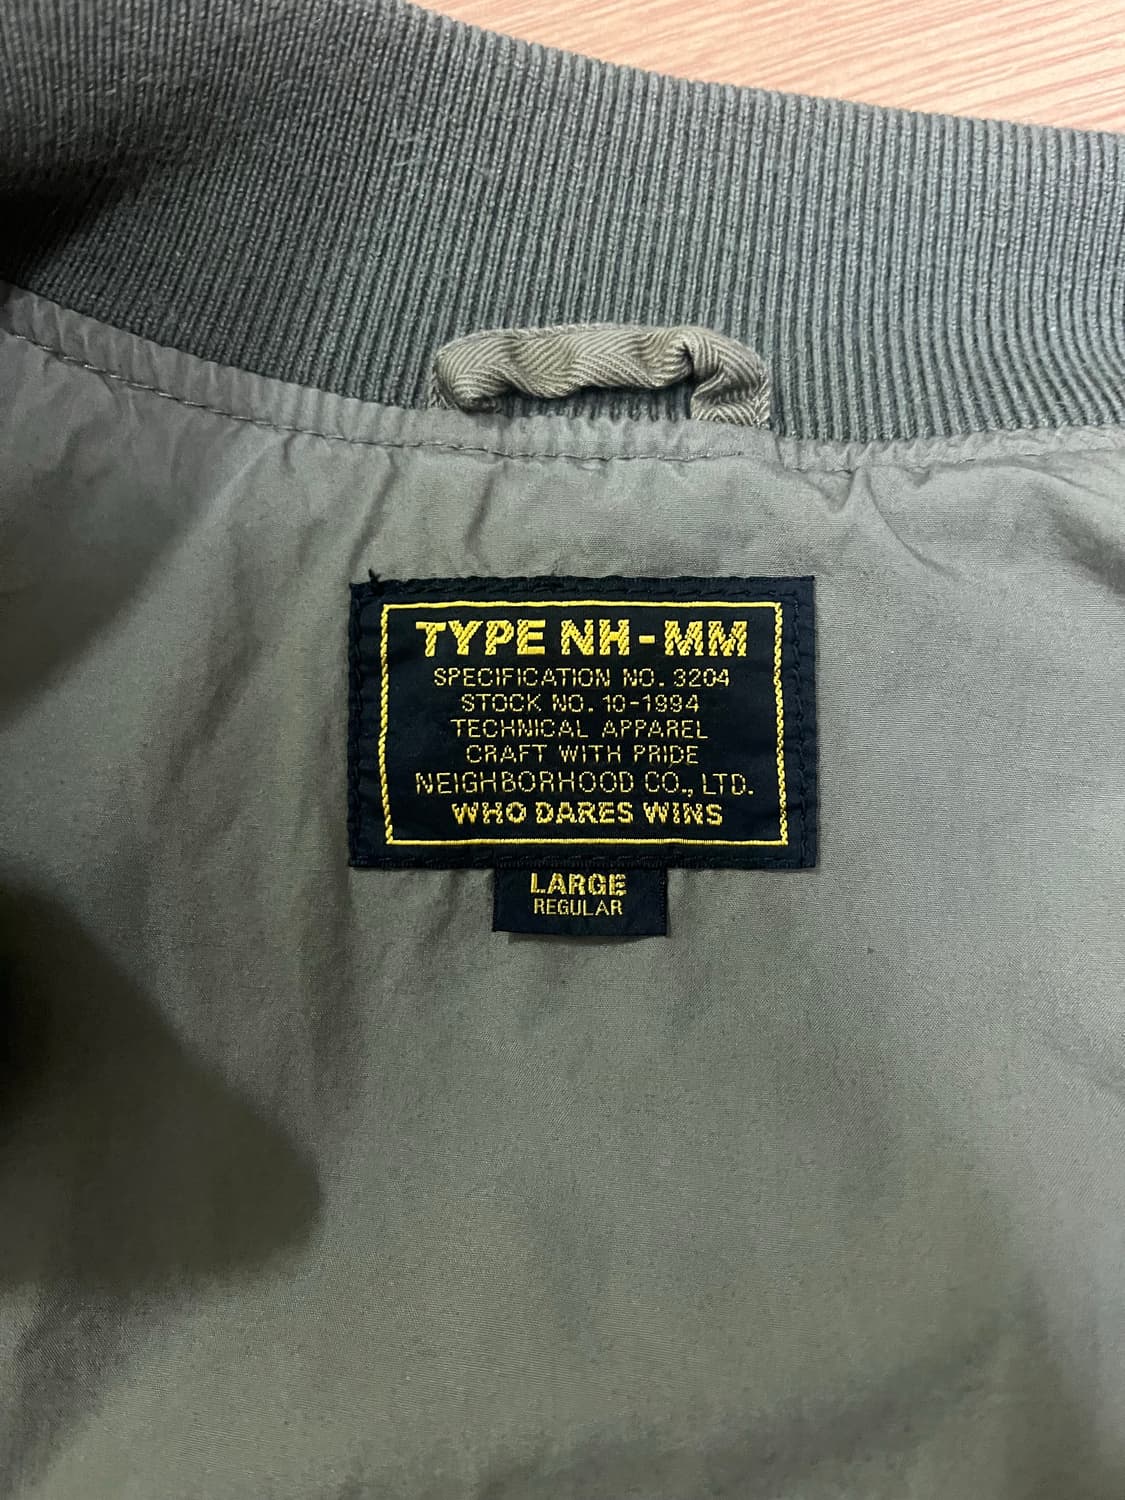 TYPE NH-MM
SPECIFICATION NO. 3204
STOCK NO. 10-1994
TECHNICAL APPAREL
CRAFT WITH PRIDE
NEIGHBORHOOD CO., LTD.
WHO DARES WINS
LARGE
REGULAR